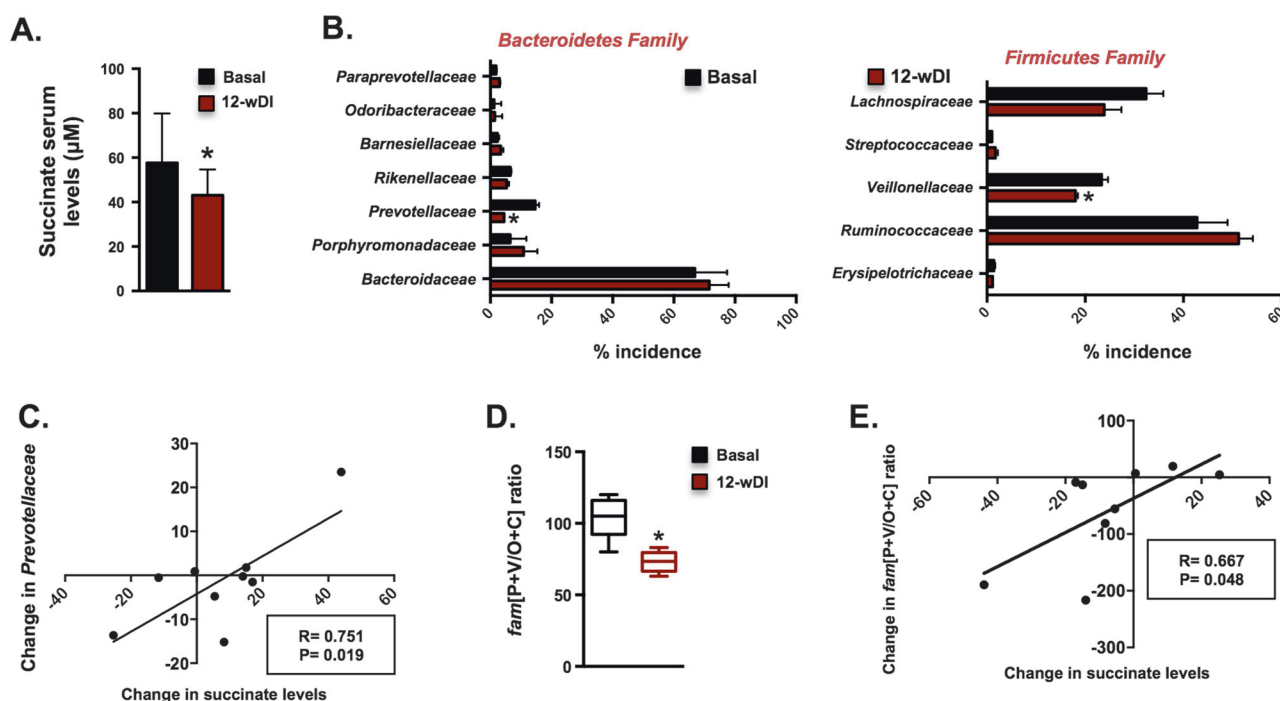 A.
Basal
12-wDI
Succinate serum
levels (µM)
100
80
60
40
20
0
*
B.
Bacteroidetes Family
Basal
Paraprevotellaceae
Odoribacteraceae
Barnesiellaceae
Rikenellaceae
Prevotellaceae
*
Porphyromonadaceae
Bacteroidaceae
0
20
40
60
80
100
% incidence
12-wDI
Firmicutes Family
Lachnospiraceae
Streptococcaceae
Veillonellaceae
*
Ruminococcaceae
Erysipelotrichaceae
0
20
40
60
% incidence
C.
Change in Prevotellaceae
30
20
10
-10
-20
-40
-20
20
40
60
R= 0.751
P= 0.019
Change in succinate levels
D.
Basal
12-wDI
fam[P+V/O+C] ratio
150
100
50
0
*
E.
Change in fam[P+V/O+C] ratio
100
-100
-200
-300
-60
-40
-20
20
40
R= 0.667
P= 0.048
Change in succinate levels